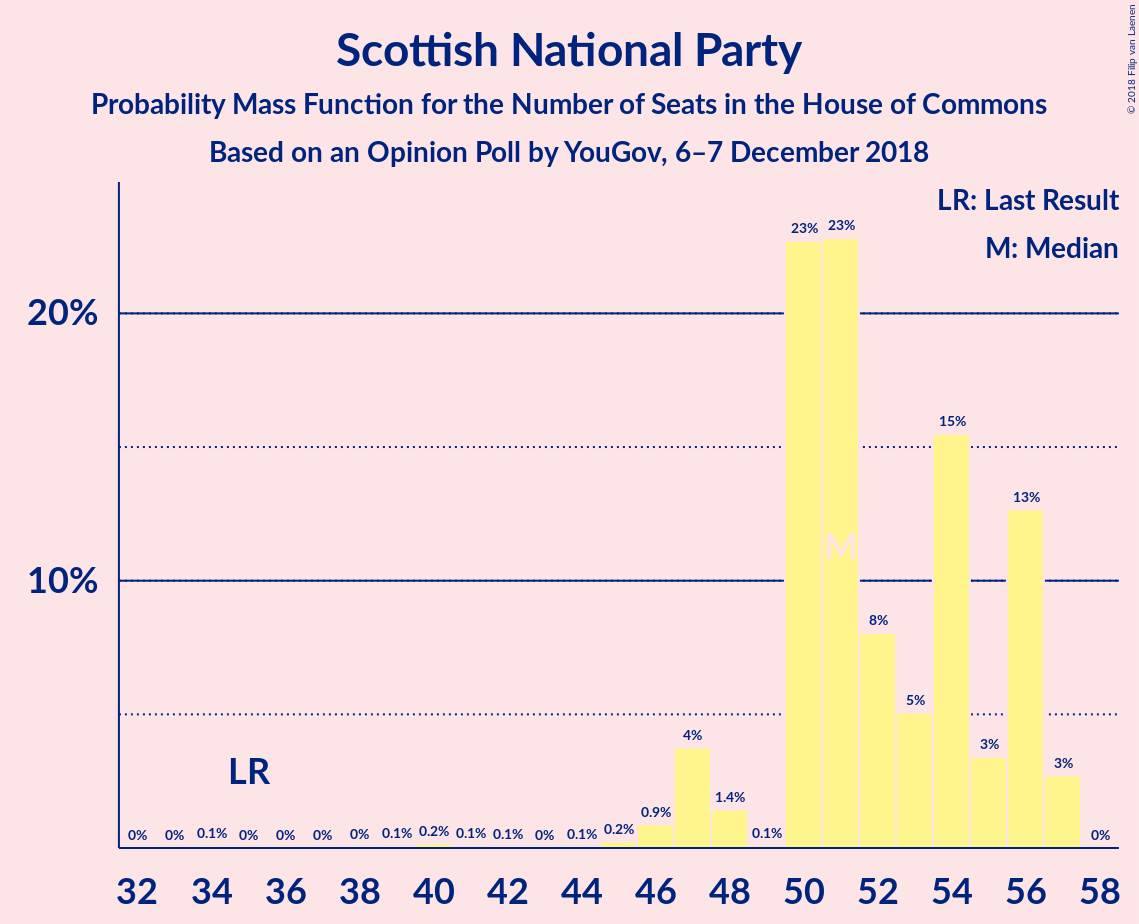 Scottish National Party
Probability Mass Function for the Number of Seats in the House of Commons
Based on an Opinion Poll by YouGov, 6–7 December 2018
© 2018 Filip van Laenen
LR: Last Result
M: Median
20%
10%
LR
M
0% 0% 0.1% 0% 0% 0% 0% 0.1% 0.2% 0.1% 0.1% 0% 0.1% 0.2% 0.9% 4% 1.4% 0.1% 23% 23% 8% 5% 15% 3% 13% 3% 0%
32 34 36 38 40 42 44 46 48 50 52 54 56 58